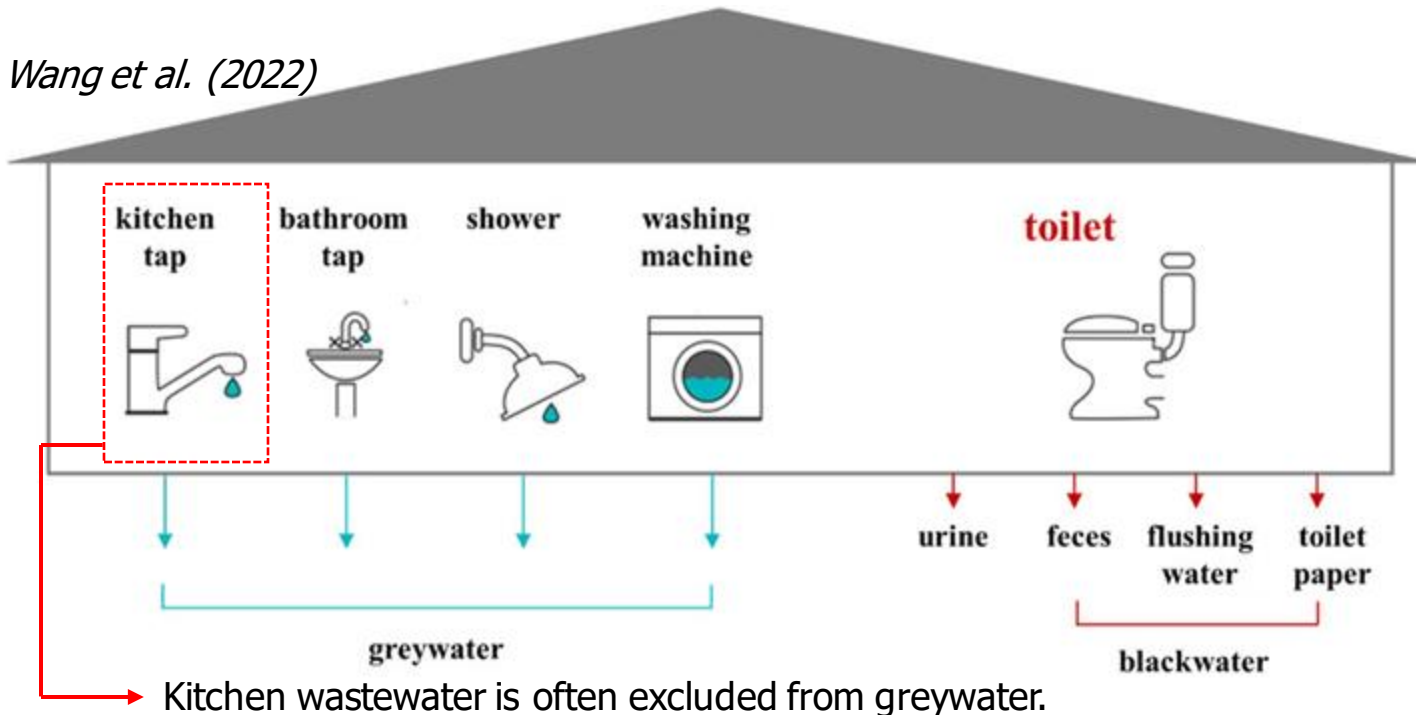 Wang et al. (2022)
kitchen
tap
bathroom
tap
shower
washing
machine
toilet
urine
feces
flushing
water
toilet
paper
greywater
blackwater
Kitchen wastewater is often excluded from greywater.